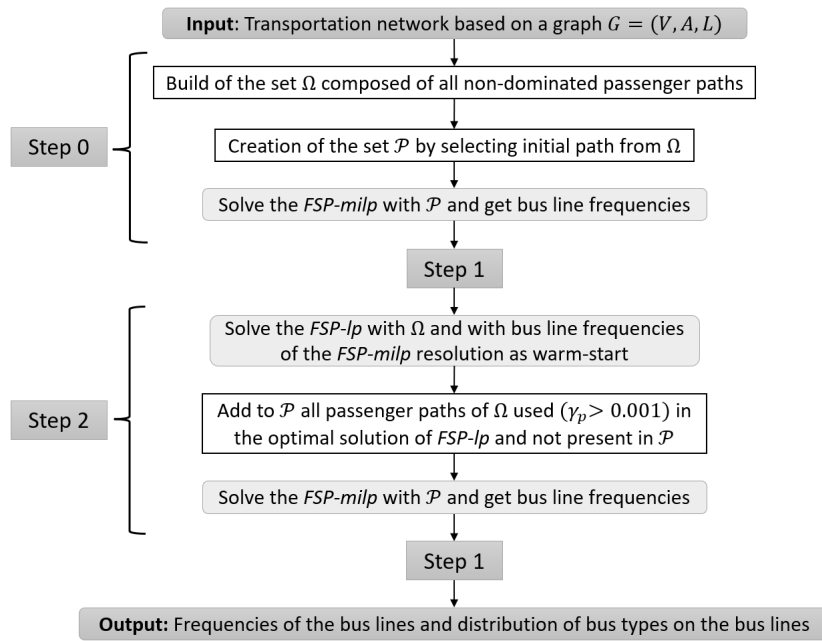 Input: Transportation network based on a graph G = (V, A, L)
Build of the set Ω composed of all non-dominated passenger paths
Step 0
Creation of the set 𝒫 by selecting initial path from Ω
Solve the FSP-milp with 𝒫 and get bus line frequencies
Step 1
Solve the FSP-lp with Ω and with bus line frequencies
of the FSP-milp resolution as warm-start
Step 2
Add to 𝒫 all passenger paths of Ω used (γₚ> 0.001) in
the optimal solution of FSP-lp and not present in 𝒫
Solve the FSP-milp with 𝒫 and get bus line frequencies
Step 1
Output: Frequencies of the bus lines and distribution of bus types on the bus lines